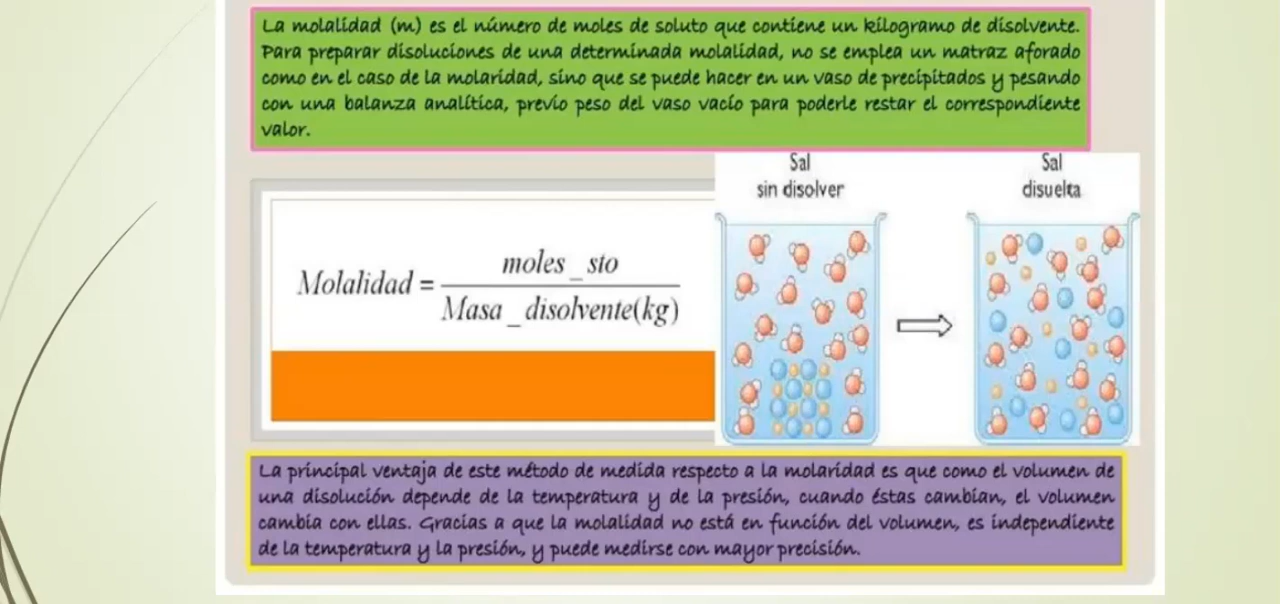 La molalidad (m) es el número de moles de soluto que contiene un kilogramo de disolvente.
Para preparar disoluciones de una determinada molalidad, no se emplea un matraz aforado
como en el caso de la molaridad, sino que se puede hacer en un vaso de precipitados y pesando
con una balanza analítica, previo peso del vaso vacío para poderle restar el correspondiente
valor.
Molalidad = moles_sto
Masa_disolvente(kg)
Sal
sin disolver
Sal
disuelta
La principal ventaja de este método de medida respecto a la molaridad es que como el volumen de
una disolución depende de la temperatura y de la presión, cuando éstas cambian, el volumen
cambia con ellas. Gracias a que la molalidad no está en función del volumen, es independiente
de la temperatura y la presión, y puede medirse con mayor precisión.